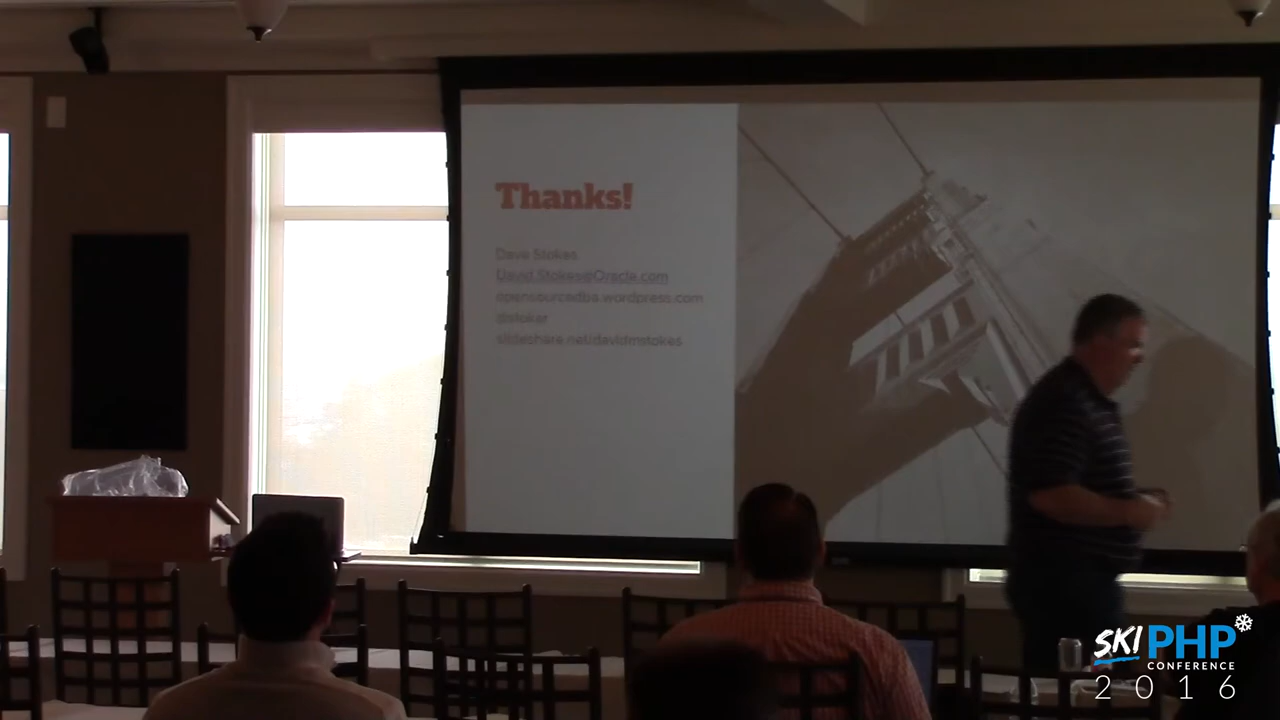 Thanks!
Dave Stokes
David.Stokes@Oracle.com
opensourcedba.wordpress.com
@stoker
slideshare.net/davidmstokes
SKI PHP
CONFERENCE
2016